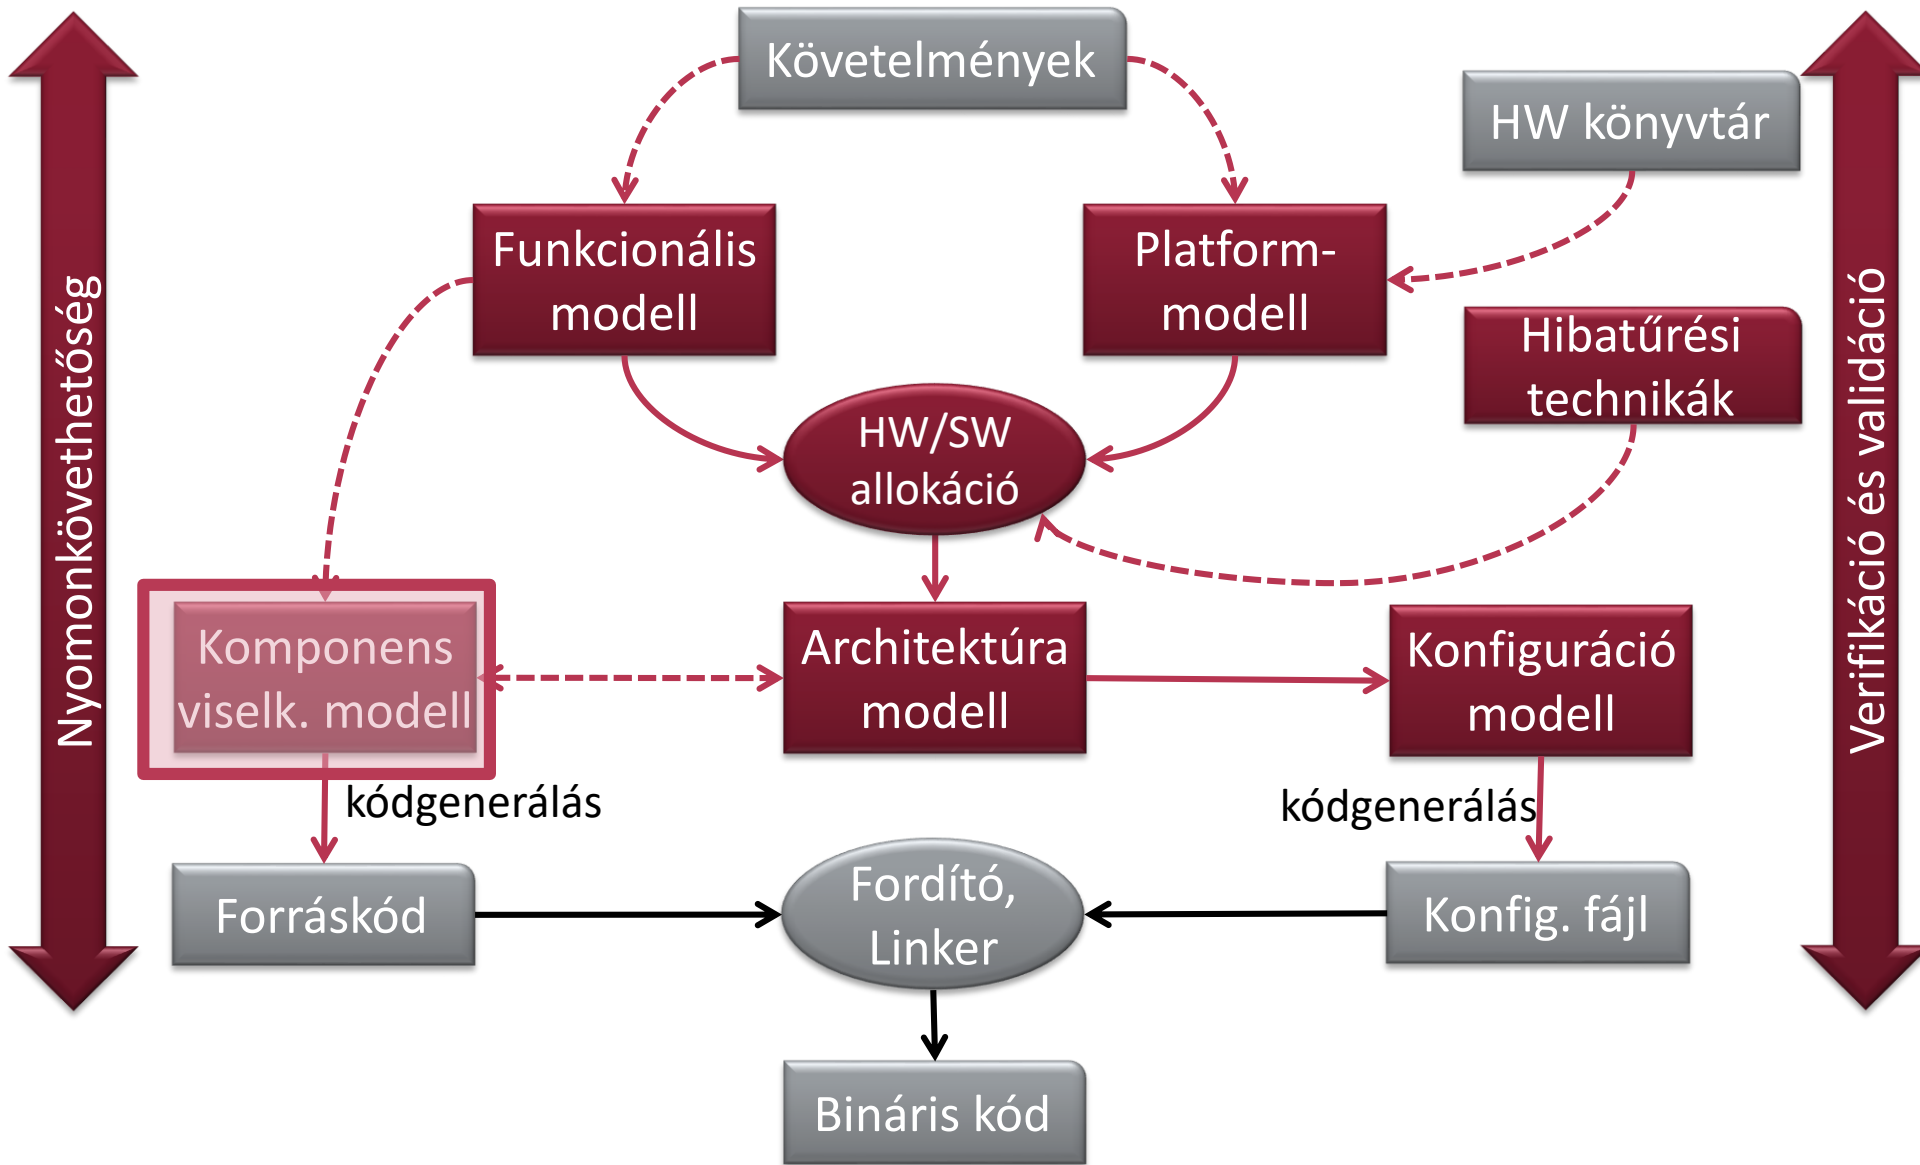 Követelmények
HW könyvtár
Funkcionális
modell
Platform-
modell
Hibatűrési
technikák
HW/SW
allokáció
Nyomonkövethetőség
Verifikáció és validáció
Komponens
viselk. modell
Architektúra
modell
Konfiguráció
modell
kódgenerálás
kódgenerálás
Forráskód
Fordító,
Linker
Konfig. fájl
Bináris kód